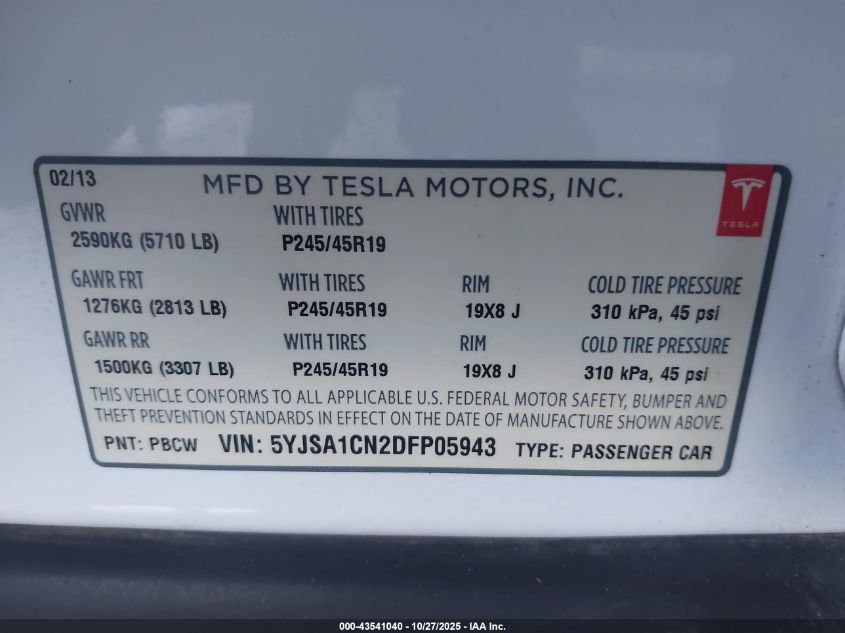 02/13 MFD BY TESLA MOTORS, INC.
TESLA
GVWR WITH TIRES
2590KG (5710 LB) P245/45R19
GAWR FRT WITH TIRES RIM COLD TIRE PRESSURE
1276KG (2813 LB) P245/45R19 19X8 J 310 kPa, 45 psi
GAWR RR WITH TIRES RIM COLD TIRE PRESSURE
1500KG (3307 LB) P245/45R19 19X8 J 310 kPa, 45 psi
THIS VEHICLE CONFORMS TO ALL APPLICABLE U.S. FEDERAL MOTOR SAFETY, BUMPER AND
THEFT PREVENTION STANDARDS IN EFFECT ON THE DATE OF MANUFACTURE SHOWN ABOVE.
PNT: PBCW VIN: 5YJSA1CN2DFP05943 TYPE: PASSENGER CAR
000-43541040 - 10/27/2025 - IAA Inc.